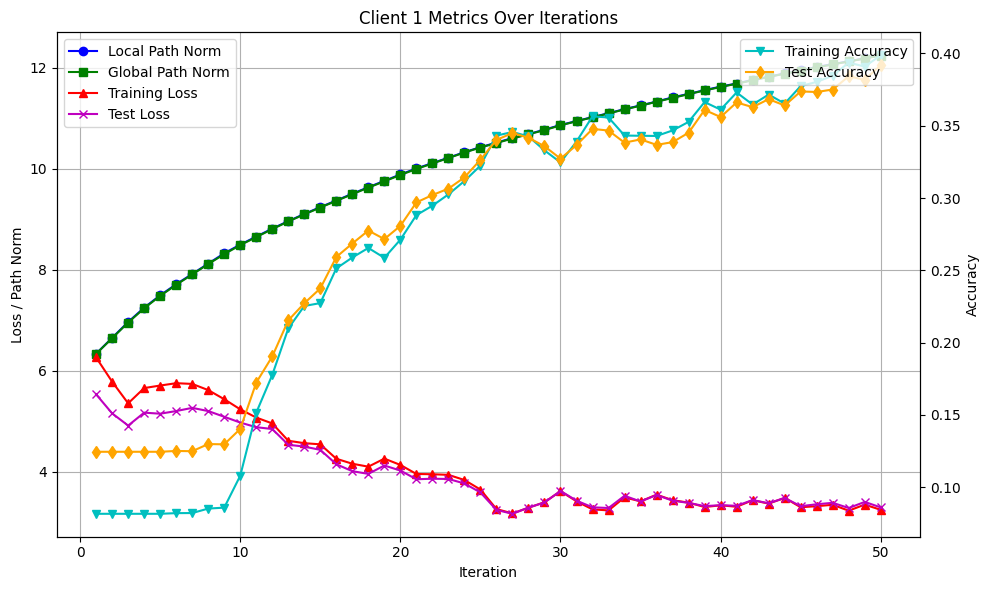 Client 1 Metrics Over Iterations
Local Path Norm
Global Path Norm
Training Loss
Test Loss
Training Accuracy
Test Accuracy
Loss / Path Norm
12
10
8
6
4
0.40
0.35
0.30
0.25
0.20
0.15
0.10
Accuracy
0
10
20
30
40
50
Iteration